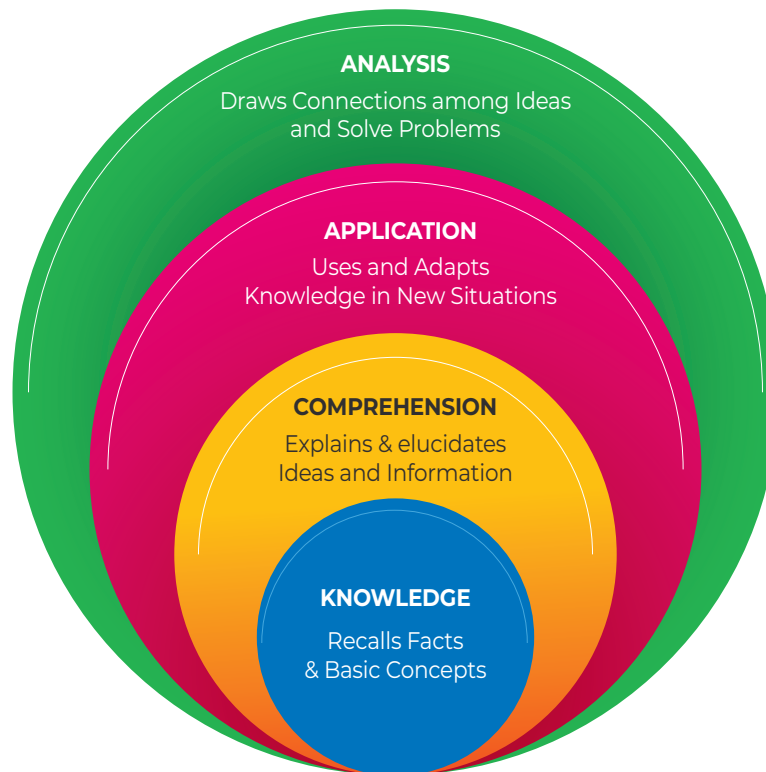 ANALYSIS
Draws Connections among Ideas
and Solve Problems
APPLICATION
Uses and Adapts
Knowledge in New Situations
COMPREHENSION
Explains & elucidates
Ideas and Information
KNOWLEDGE
Recalls Facts
& Basic Concepts